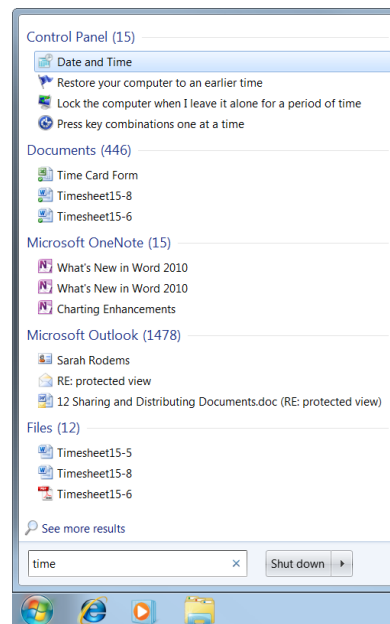 Control Panel (15)
Date and Time
Restore your computer to an earlier time
Lock the computer when I leave it alone for a period of time
Press key combinations one at a time
Documents (446)
Time Card Form
Timesheet15-8
Timesheet15-6
Microsoft OneNote (15)
What's New in Word 2010
What's New in Word 2010
Charting Enhancements
Microsoft Outlook (1478)
Sarah Rodems
RE: protected view
12 Sharing and Distributing Documents.doc (RE: protected view)
Files (12)
Timesheet15-5
Timesheet15-8
Timesheet15-6
See more results
time
Shut down